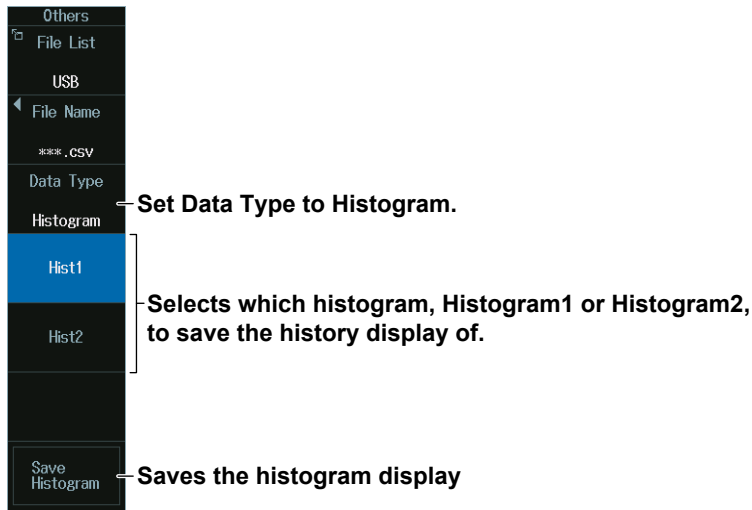 Others
File List
USB
File Name
***.CSV
Data Type
Histogram
Set Data Type to Histogram.
Hist1
Hist2
Selects which histogram, Histogram1 or Histogram2,
to save the history display of.
Save
Histogram
Saves the histogram display